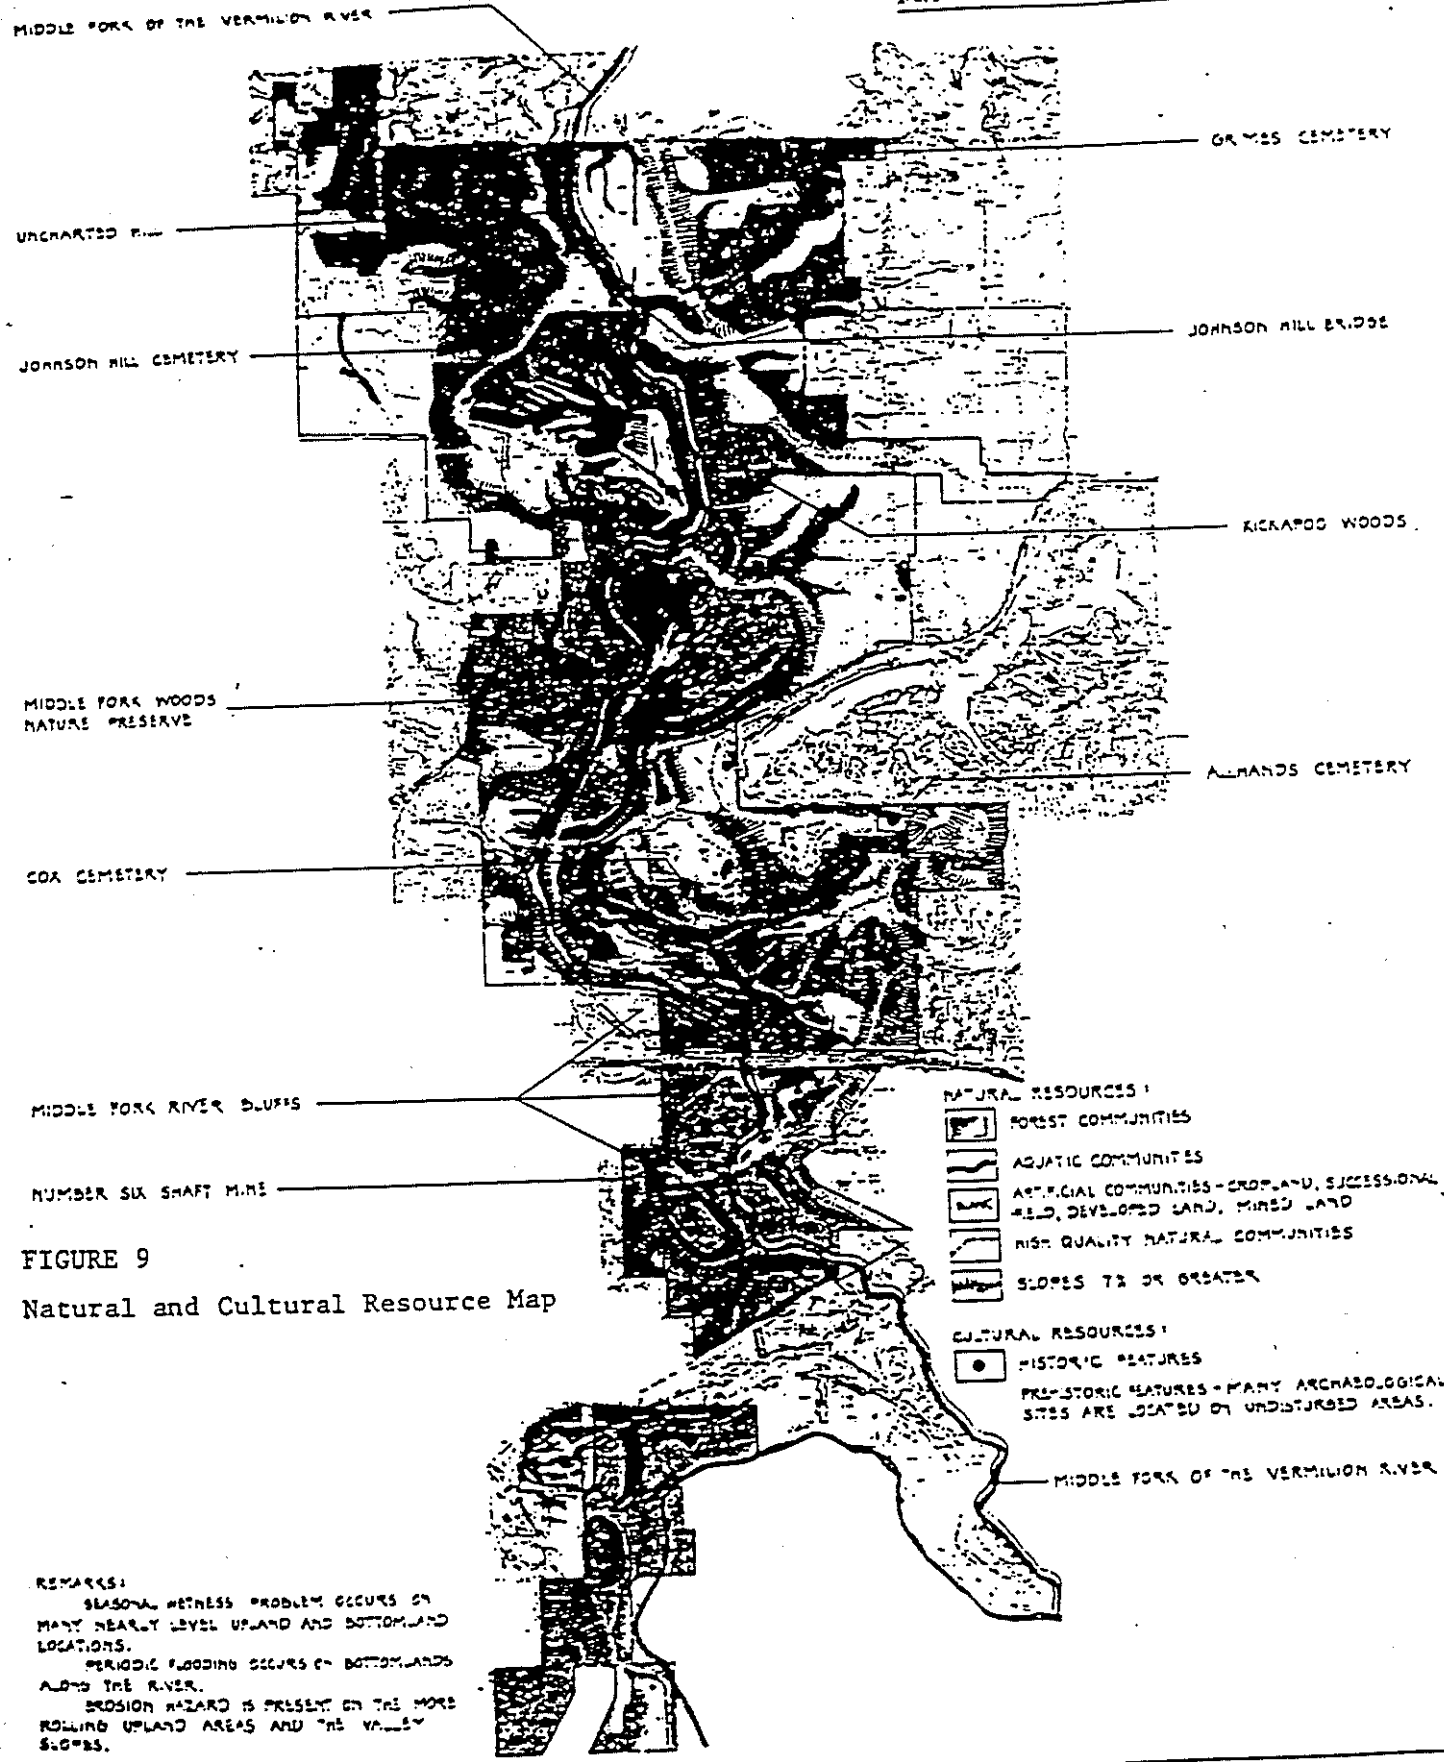 MIDDLE FORK OF THE VERMILION RIVER
GRIMES CEMETERY
UNCHARTED HILL
JOHNSON HILL BRIDGE
JOHNSON HILL CEMETERY
KICKAPOO WOODS
MIDDLE FORK WOODS
NATURE PRESERVE
ALLHANDS CEMETERY
COX CEMETERY
MIDDLE FORK RIVER BLUFFS
NUMBER SIX SHAFT MINE
NATURAL RESOURCES:
FOREST COMMUNITIES
AQUATIC COMMUNITIES
BLANK
ARTIFICIAL COMMUNITIES - CROPLAND, SUCCESSIONAL
FIELD, DEVELOPED LAND, MINED LAND
HIGH QUALITY NATURAL COMMUNITIES
SLOPES 7% OR GREATER
CULTURAL RESOURCES:
HISTORIC FEATURES
PREHISTORIC FEATURES - MANY ARCHAEOLOGICAL
SITES ARE LOCATED ON UNDISTURBED AREAS.
FIGURE 9
Natural and Cultural Resource Map
MIDDLE FORK OF THE VERMILION RIVER
REMARKS:
SEASONAL WETNESS PROBLEM OCCURS ON
MANY NEARLY LEVEL UPLAND AND BOTTOMLAND
LOCATIONS.
PERIODIC FLOODING OCCURS ON BOTTOMLANDS
ALONG THE RIVER.
EROSION HAZARD IS PRESENT ON THE MORE
ROLLING UPLAND AREAS AND THE VALLEY
SLOPES.